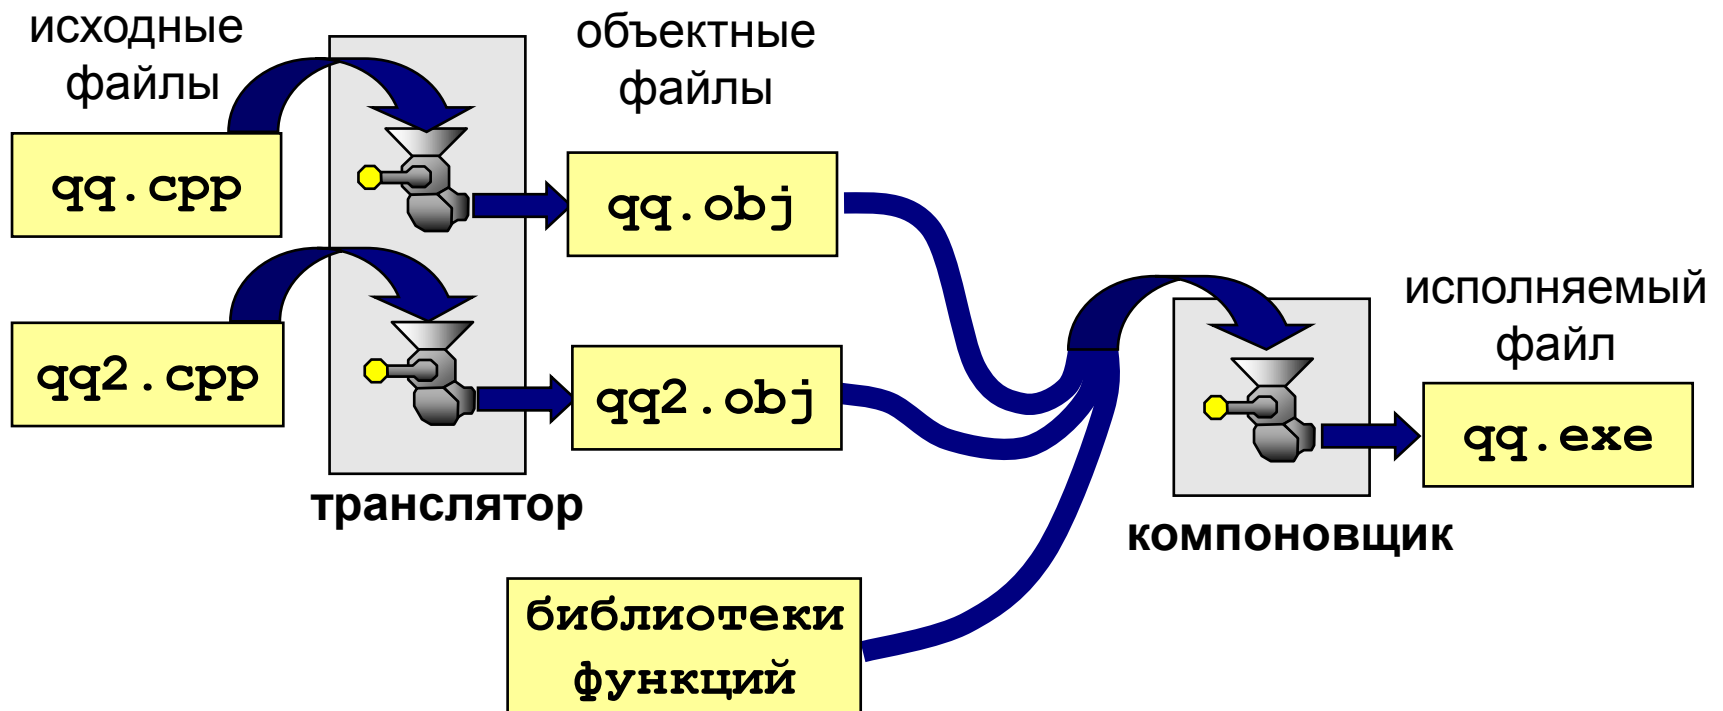 исходные
файлы
qq.cpp
qq2.cpp
транслятор
объектные
файлы
qq.obj
qq2.obj
библиотеки
функций
компоновщик
исполняемый
файл
qq.exe